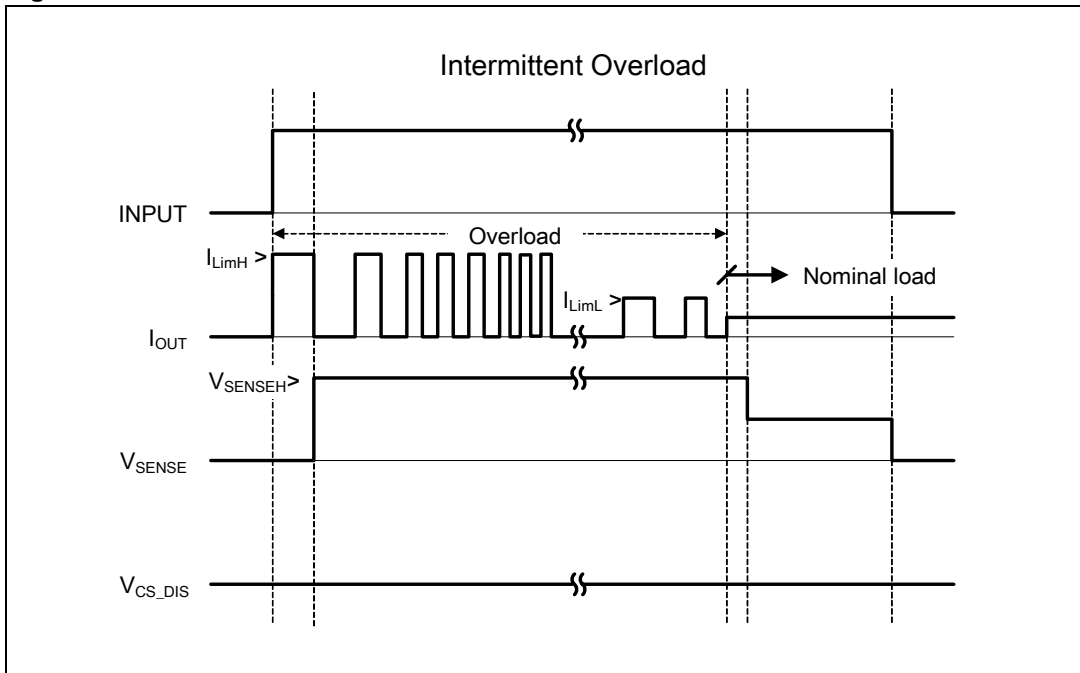 Intermittent Overload
INPUT
Overload
I_LimH >
Nominal load
I_LimL >
I_OUT
V_SENSEH>
V_SENSE
V_CS_DIS